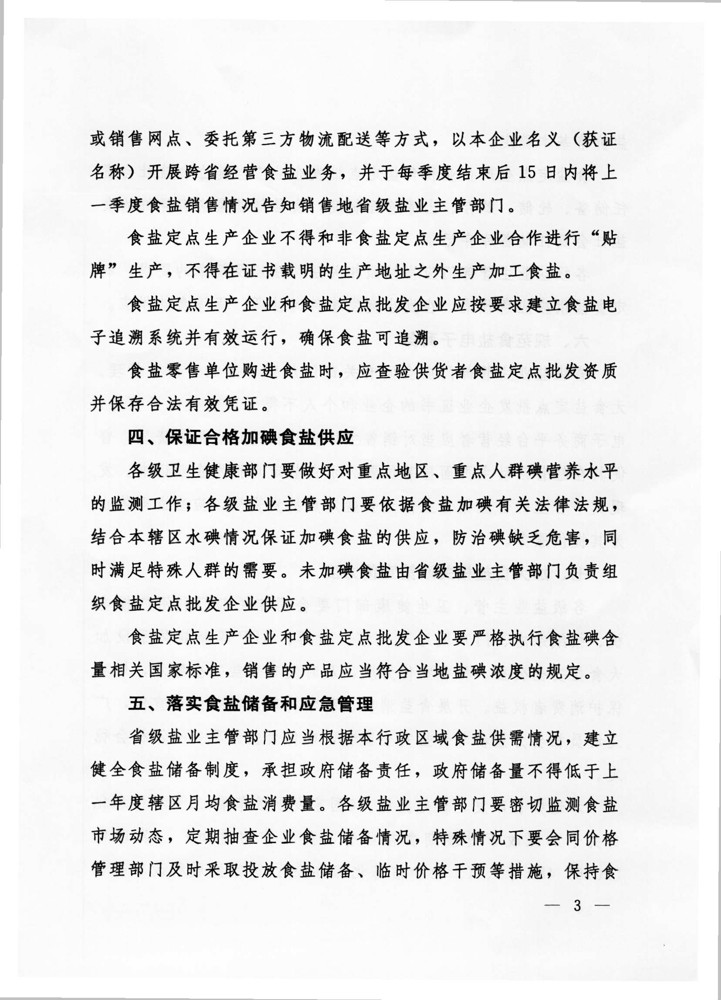 或销售网点、委托第三方物流配送等方式，以本企业名义（获证
名称）开展跨省经营食盐业务，并于每季度结束后 15 日内将上
一季度食盐销售情况告知销售地省级盐业主管部门。
食盐定点生产企业不得和非食盐定点生产企业合作进行“贴
牌”生产，不得在证书载明的生产地址之外生产加工食盐。
食盐定点生产企业和食盐定点批发企业应按要求建立食盐电
子追溯系统并有效运行，确保食盐可追溯。
食盐零售单位购进食盐时，应查验供货者食盐定点批发资质
并保存合法有效凭证。
四、保证合格加碘食盐供应
各级卫生健康部门要做好对重点地区、重点人群碘营养水平
的监测工作；各级盐业主管部门要依据食盐加碘有关法律法规，
结合本辖区水碘情况保证加碘食盐的供应，防治碘缺乏危害，同
时满足特殊人群的需要。未加碘食盐由省级盐业主管部门负责组
织食盐定点批发企业供应。
食盐定点生产企业和食盐定点批发企业要严格执行食盐碘含
量相关国家标准，销售的产品应当符合当地盐碘浓度的规定。
五、落实食盐储备和应急管理
省级盐业主管部门应当根据本行政区域食盐供需情况，建立
健全食盐储备制度，承担政府储备责任，政府储备量不得低于上
一年度辖区月均食盐消费量。各级盐业主管部门要密切监测食盐
市场动态，定期抽查企业食盐储备情况，特殊情况下要会同价格
管理部门及时采取投放食盐储备、临时价格干预等措施，保持食
— 3 —